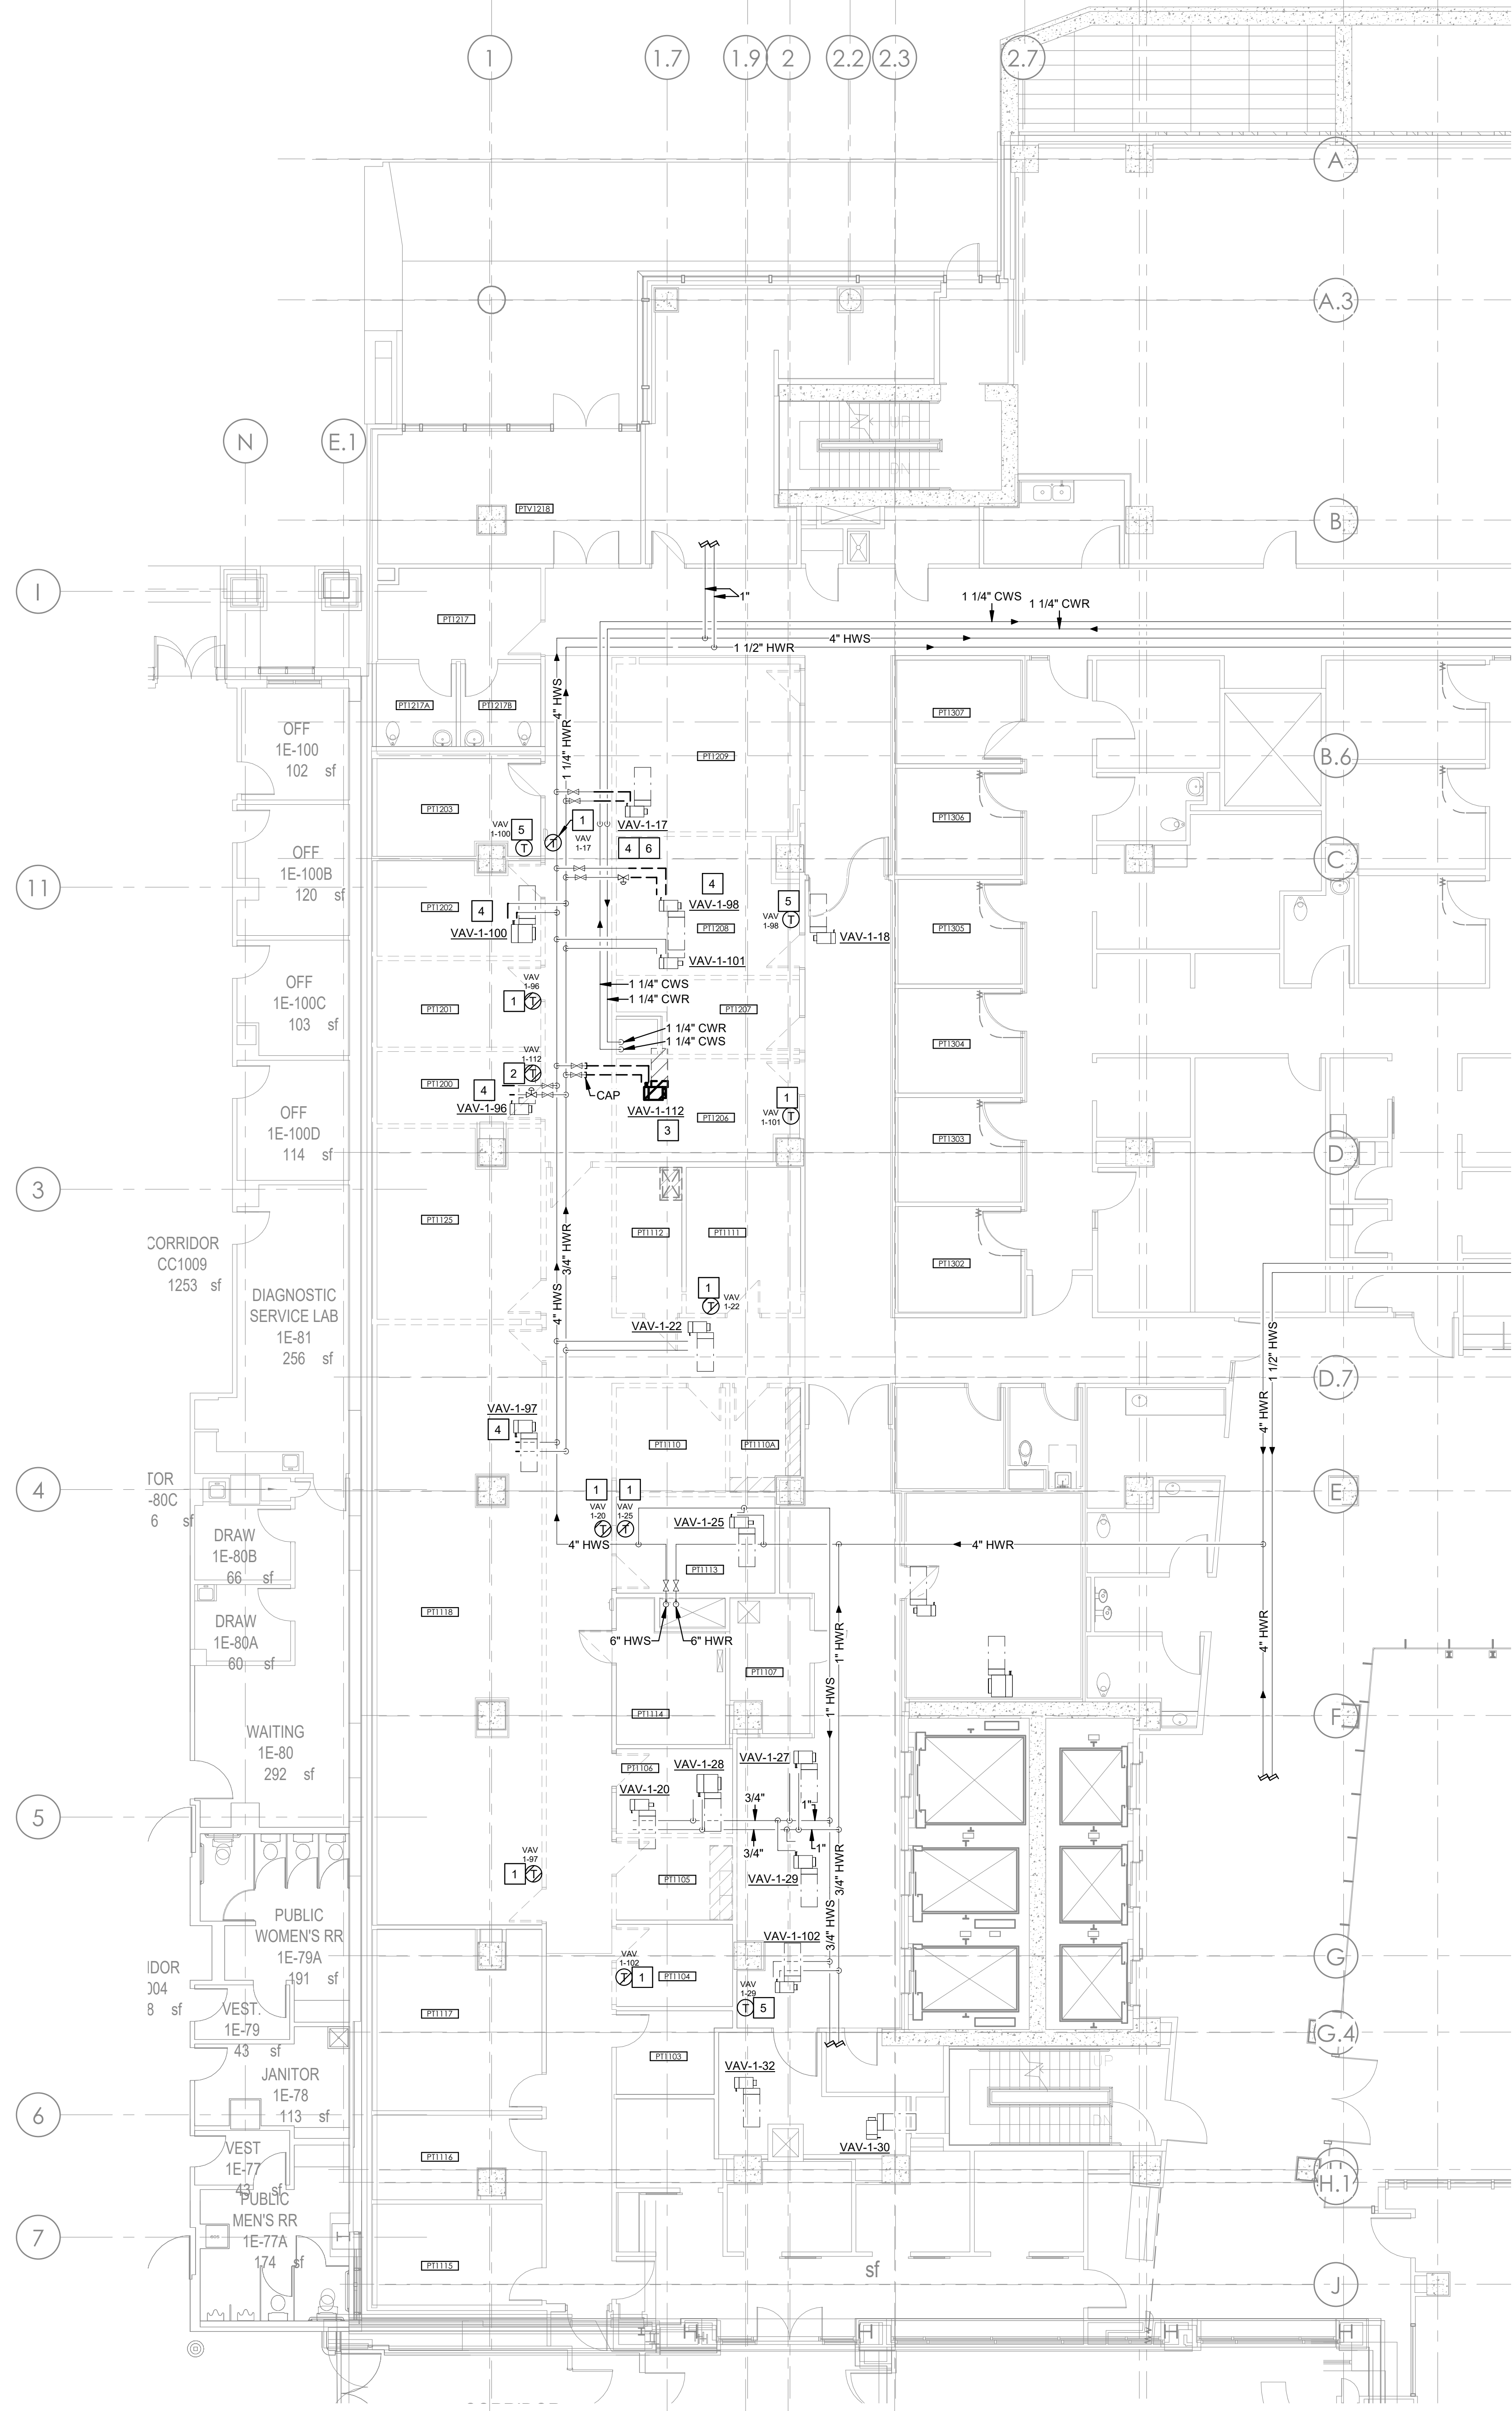 1
1.7
1.9
2
2.2
2.3
2.7
A
A.3
N
E.1
UP
DN
PTV1218
B
I
1"
1 1/4" CWS
1 1/4" CWR
PT1217
4" HWS
1 1/2" HWR
PT1217A
PT1217B
4" HWS
1 1/4" HWR
PT1307
OFF
1E-100
102 sf
PT1209
B.6
PT1203
VAV
1-100
5
T
T
1
VAV
1-17
VAV-1-17
PT1306
4
6
OFF
1E-100B
120 sf
C
11
PT1202
4
VAV-1-100
4
VAV-1-98
PT1208
5
VAV
1-98
T
VAV-1-18
PT1305
VAV-1-101
OFF
1E-100C
103 sf
VAV
1-96
1
T
PT1201
1 1/4" CWS
1 1/4" CWR
PT1207
1 1/4" CWR
1 1/4" CWS
PT1304
VAV
1-112
2
T
PT1200
4
VAV-1-96
CAP
VAV-1-112
3
PT1206
1
VAV
1-101
T
OFF
1E-100D
114 sf
PT1303
D
3
PT1125
PT1112
PT1111
3/4" HWR
4" HWS
PT1302
CORRIDOR
CC1009
1253 sf
DIAGNOSTIC
SERVICE LAB
1E-81
256 sf
1
T
VAV
1-22
VAV-1-22
1 1/2" HWS
4" HWR
D.7
VAV-1-97
4
PT1110
PT1110A
TOR
-80C
6 sf
4
E
1
1
VAV
1-20
VAV
1-25
T
T
VAV-1-25
DRAW
1E-80B
66 sf
4" HWS
4" HWR
PT1113
PT1118
DRAW
1E-80A
60 sf
6" HWS
6" HWR
1" HWR
4" HWR
PT1107
1" HWS
PT1114
F
WAITING
1E-80
292 sf
PT1106
VAV-1-28
VAV-1-27
VAV-1-20
3/4"
1"
5
3/4"
1"
VAV
1-97
1
T
PT1105
VAV-1-29
3/4" HWR
3/4" HWS
PUBLIC
WOMEN'S RR
1E-79A
191 sf
VAV-1-102
G
IDOR
004
8 sf
VAV
1-102
T
1
PT1104
VAV
1-29
T
5
PT1117
VEST.
1E-79
43 sf
G.4
PT1103
UP
VAV-1-32
JANITOR
1E-78
113 sf
6
DN
VAV-1-30
VEST
1E-77
43 sf
PT1116
H.1
PUBLIC
MEN'S RR
1E-77A
174 sf
7
PT1115
sf
J